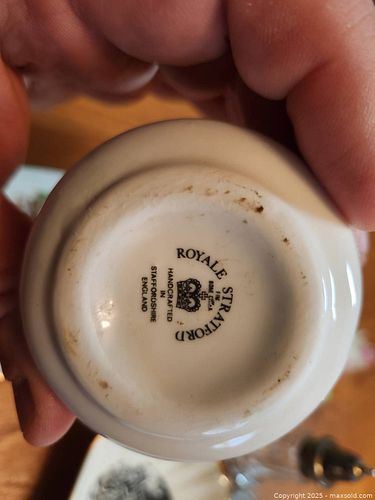 ROYALE STRATFORD
HANDCRAFTED
IN
STAFFORDSHIRE
ENGLAND
Copyright 2025 - maxsold.com